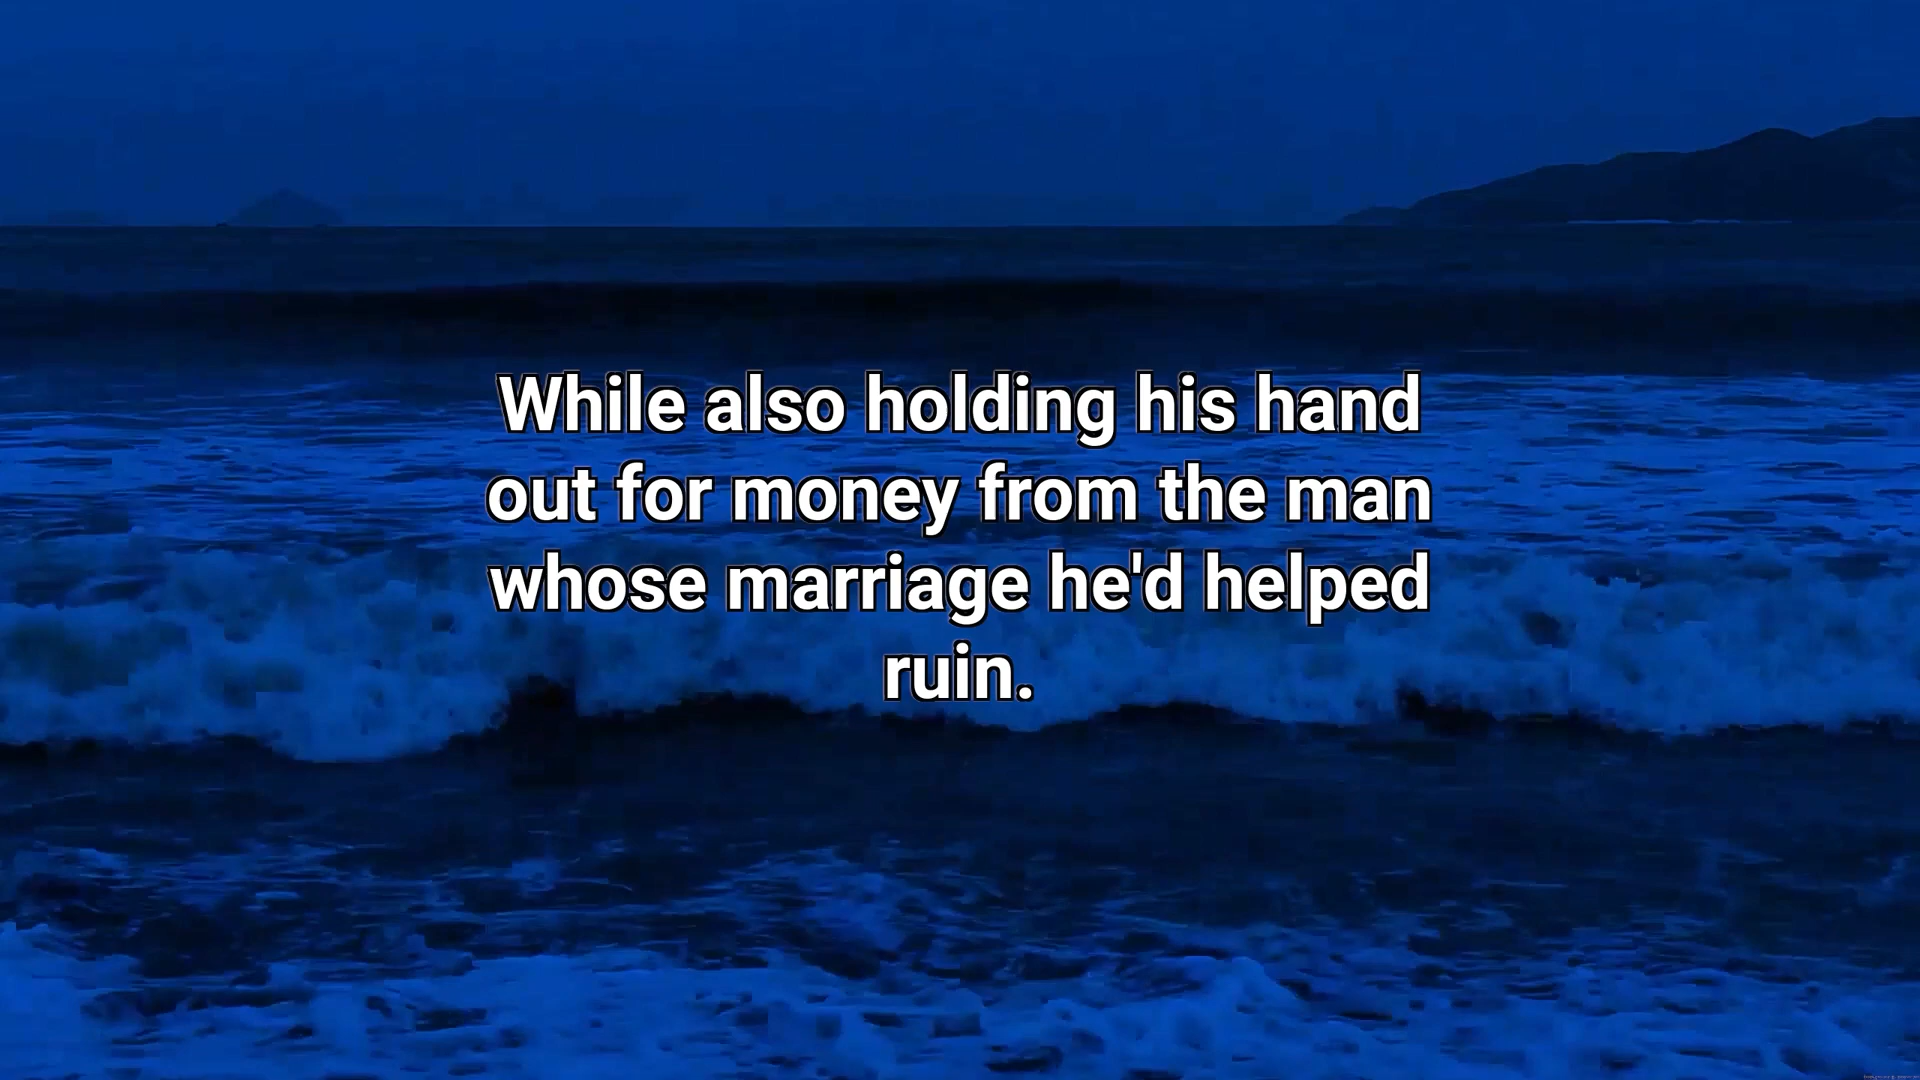 While also holding his hand
out for money from the man
whose marriage he'd helped
ruin.